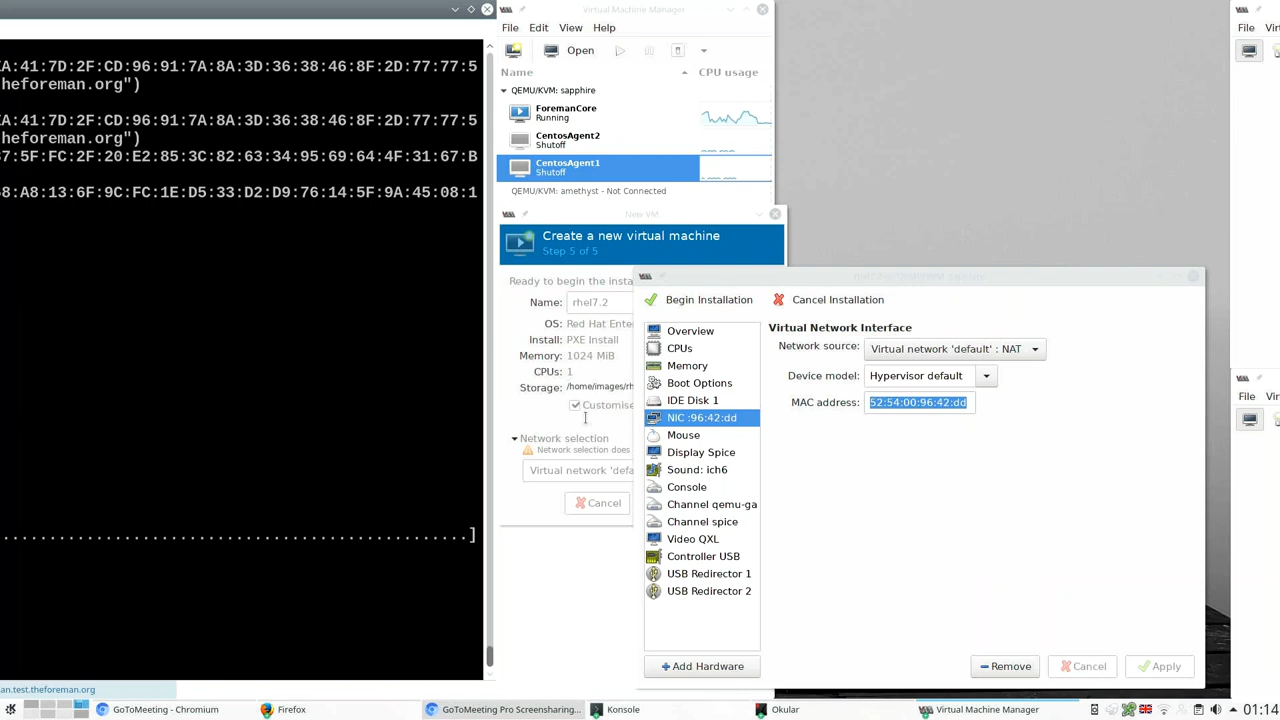 A:41:7D:2F:CD:96:91:7A:8A:3D:36:38:46:8F:2D:77:77:5
heforeman.org")
A:41:7D:2F:CD:96:91:7A:8A:3D:36:38:46:8F:2D:77:77:5
heforeman.org")
:FC:2F:20:E2:85:3C:82:63:34:95:69:64:4F:31:67:B
:A8:13:6F:9C:FC:1E:D5:33:D2:D9:76:14:5F:9A:45:08:1
..................................................]
an.test.theforeman.org
Virtual Machine Manager
File Edit View Help
Open
Name CPU usage
QEMU/KVM: sapphire
ForemanCore
Running
CentosAgent2
Shutoff
CentosAgent1
Shutoff
QEMU/KVM: amethyst - Not Connected
New VM
Create a new virtual machine
Step 5 of 5
Ready to begin the insta
Name: rhel7.2
OS: Red Hat Enter
Install: PXE Install
Memory: 1024 MiB
CPUs: 1
Storage: /home/images/rh
Customise
Network selection
Network selection does
Virtual network 'defa
Cancel
Begin Installation Cancel Installation
Overview
CPUs
Memory
Boot Options
IDE Disk 1
NIC :96:42:dd
Mouse
Display Spice
Sound: ich6
Console
Channel qemu-ga
Channel spice
Video QXL
Controller USB
USB Redirector 1
USB Redirector 2
Add Hardware
Virtual Network Interface
Network source: Virtual network 'default' : NAT
Device model: Hypervisor default
MAC address: 52:54:00:96:42:dd
Remove Cancel Apply
File Vir
File Vi
GoToMeeting - Chromium Firefox GoToMeeting Pro Screensharing... Konsole Okular Virtual Machine Manager 01:14